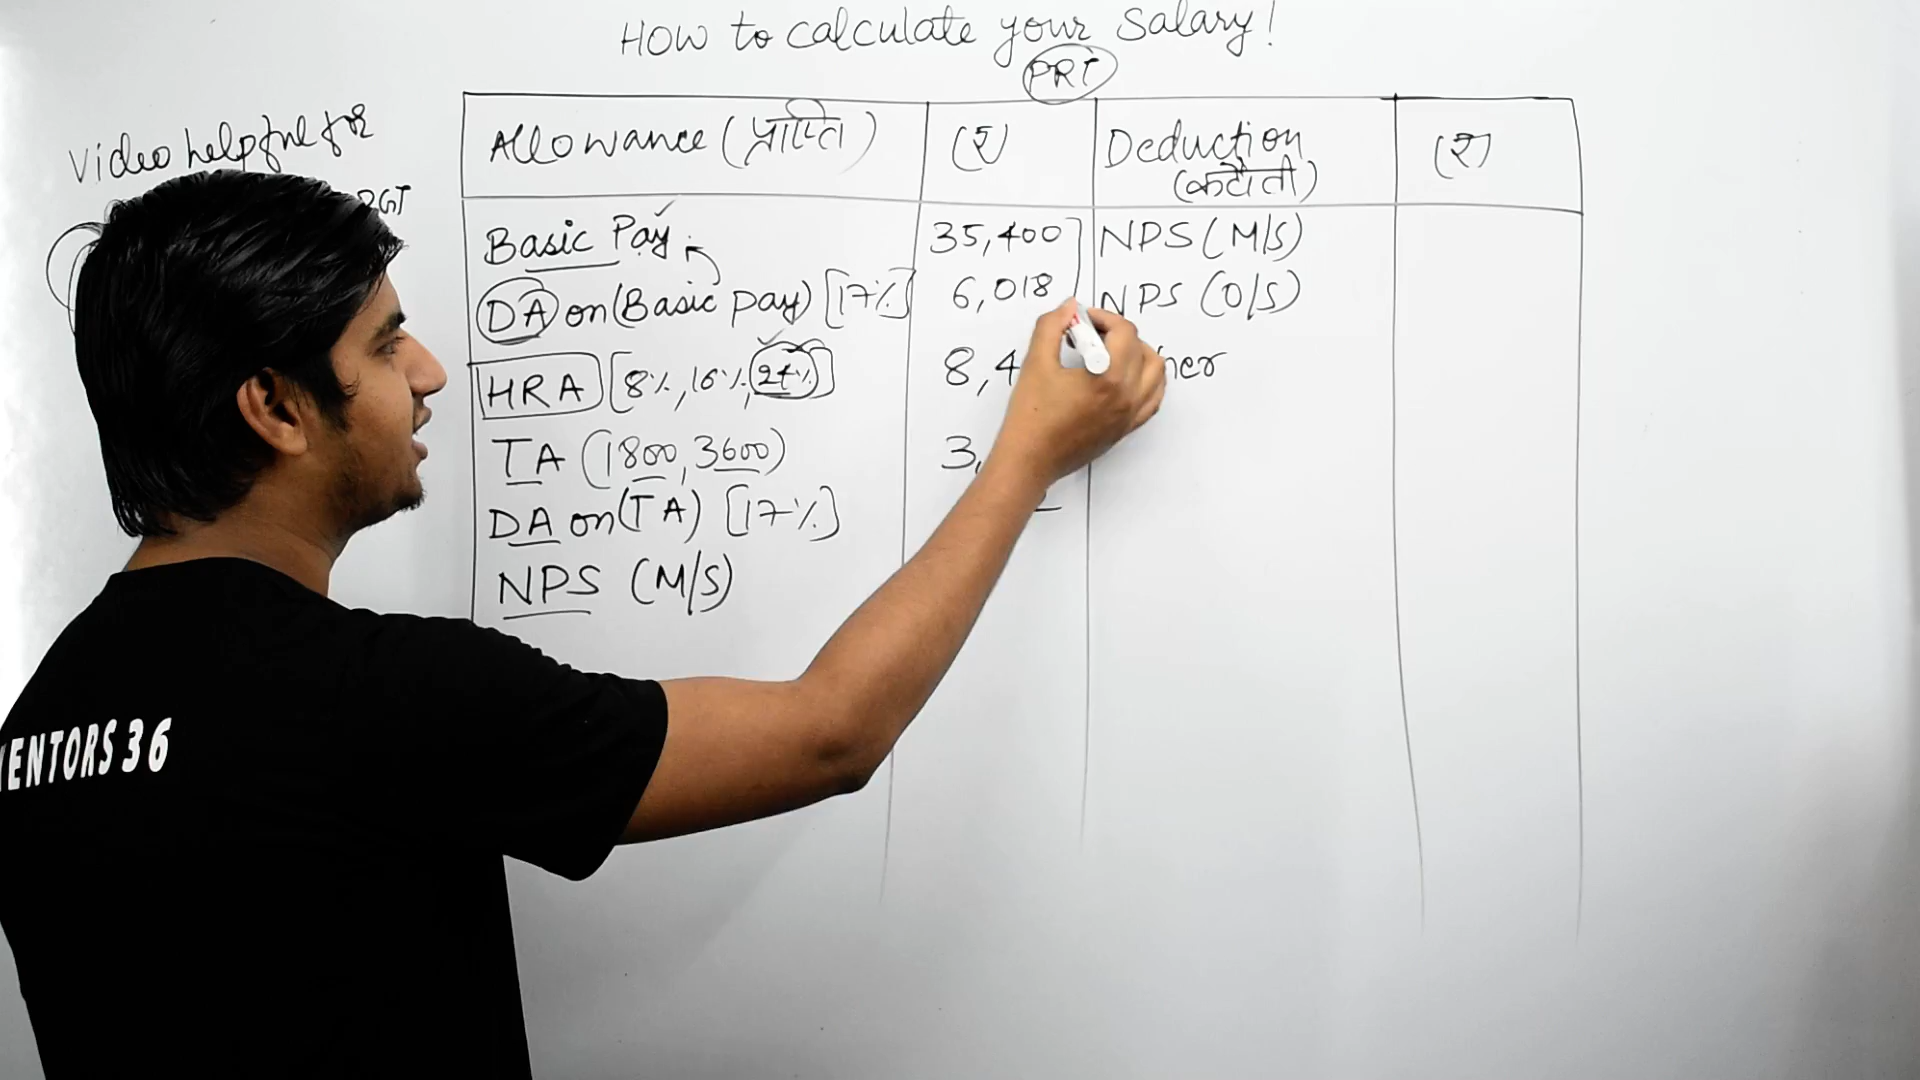 How to calculate your Salary!
PRT
Video helpful for
PGT
Allowance (प्राप्ति) (₹) Deduction (₹)
(कटौती)
Basic Pay 35,400 NPS (M/S)
DA on (Basic pay) [17%] 6,018 NPS (O/S)
HRA [8%, 16%, 24%] 8,4
TA (1800, 3600) 3,
DA on (TA) [17%]
NPS (M/S)
MENTORS 36